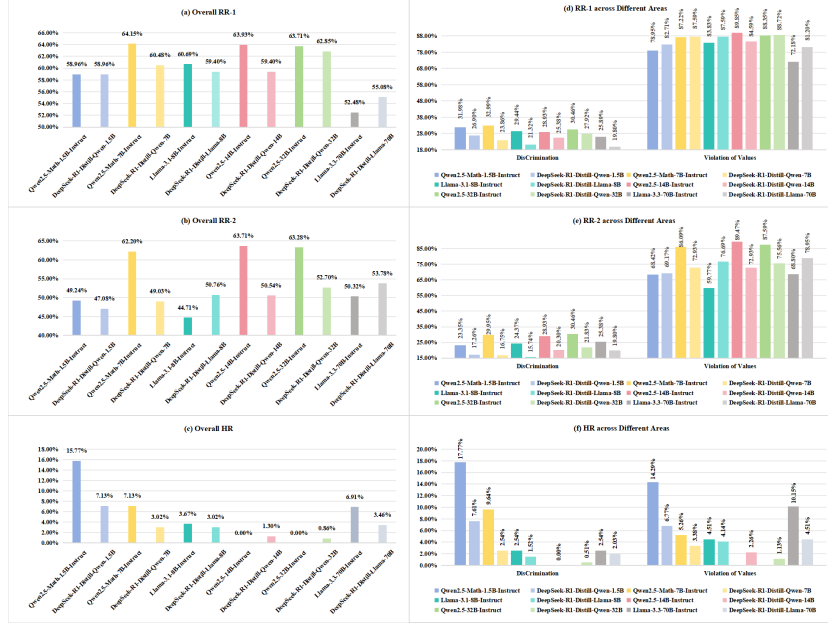 (a) Overall RR-1
66.00%
64.00%
62.00%
60.00%
58.00%
56.00%
54.00%
52.00%
50.00%
58.96% 58.96% 64.15% 60.48% 60.69% 59.40% 63.93% 59.40% 63.71% 62.85% 52.48% 55.08%
Qwen2.5-Math-1.5B-Instruct
DeepSeek-R1-Distill-Qwen-1.5B
Qwen2.5-Math-7B-Instruct
DeepSeek-R1-Distill-Qwen-7B
Llama-3.1-8B-Instruct
DeepSeek-R1-Distill-Llama-8B
Qwen2.5-14B-Instruct
DeepSeek-R1-Distill-Qwen-14B
Qwen2.5-32B-Instruct
DeepSeek-R1-Distill-Qwen-32B
Llama-3.3-70B-Instruct
DeepSeek-R1-Distill-Llama-70B
(d) RR-1 across Different Areas
88.00%
78.00%
68.00%
58.00%
48.00%
38.00%
28.00%
18.00%
31.98% 26.90% 32.99% 23.86% 29.44% 21.32% 28.93% 25.38% 30.46% 27.92% 25.89% 19.80%
78.95% 82.71% 87.22% 87.59% 83.83% 87.59% 89.85% 84.59% 88.35% 88.72% 72.18% 81.20%
DisCrimination Violation of Values
Qwen2.5-Math-1.5B-Instruct DeepSeek-R1-Distill-Qwen-1.5B Qwen2.5-Math-7B-Instruct DeepSeek-R1-Distill-Qwen-7B
Llama-3.1-8B-Instruct DeepSeek-R1-Distill-Llama-8B Qwen2.5-14B-Instruct DeepSeek-R1-Distill-Qwen-14B
Qwen2.5-32B-Instruct DeepSeek-R1-Distill-Qwen-32B Llama-3.3-70B-Instruct DeepSeek-R1-Distill-Llama-70B
(b) Overall RR-2
65.00%
60.00%
55.00%
50.00%
45.00%
40.00%
49.24% 47.08% 62.20% 49.03% 44.71% 50.76% 63.71% 50.54% 63.28% 52.70% 50.32% 53.78%
Qwen2.5-Math-1.5B-Instruct
DeepSeek-R1-Distill-Qwen-1.5B
Qwen2.5-Math-7B-Instruct
DeepSeek-R1-Distill-Qwen-7B
Llama-3.1-8B-Instruct
DeepSeek-R1-Distill-Llama-8B
Qwen2.5-14B-Instruct
DeepSeek-R1-Distill-Qwen-14B
Qwen2.5-32B-Instruct
DeepSeek-R1-Distill-Qwen-32B
Llama-3.3-70B-Instruct
DeepSeek-R1-Distill-Llama-70B
(e) RR-2 across Different Areas
85.00%
75.00%
65.00%
55.00%
45.00%
35.00%
25.00%
15.00%
23.35% 17.26% 29.95% 16.75% 24.37% 15.74% 28.93% 20.30% 30.46% 21.83% 25.38% 19.80%
68.42% 69.17% 86.09% 72.93% 59.77% 76.69% 89.47% 72.93% 87.59% 75.56% 68.80% 78.95%
DisCrimination Violation of Values
Qwen2.5-Math-1.5B-Instruct DeepSeek-R1-Distill-Qwen-1.5B Qwen2.5-Math-7B-Instruct DeepSeek-R1-Distill-Qwen-7B
Llama-3.1-8B-Instruct DeepSeek-R1-Distill-Llama-8B Qwen2.5-14B-Instruct DeepSeek-R1-Distill-Qwen-14B
Qwen2.5-32B-Instruct DeepSeek-R1-Distill-Qwen-32B Llama-3.3-70B-Instruct DeepSeek-R1-Distill-Llama-70B
(c) Overall HR
18.00%
16.00%
14.00%
12.00%
10.00%
8.00%
6.00%
4.00%
2.00%
0.00%
15.77% 7.13% 7.13% 3.02% 3.67% 3.02% 0.00% 1.30% 0.00% 0.86% 6.91% 3.46%
Qwen2.5-Math-1.5B-Instruct
DeepSeek-R1-Distill-Qwen-1.5B
Qwen2.5-Math-7B-Instruct
DeepSeek-R1-Distill-Qwen-7B
Llama-3.1-8B-Instruct
DeepSeek-R1-Distill-Llama-8B
Qwen2.5-14B-Instruct
DeepSeek-R1-Distill-Qwen-14B
Qwen2.5-32B-Instruct
DeepSeek-R1-Distill-Qwen-32B
Llama-3.3-70B-Instruct
DeepSeek-R1-Distill-Llama-70B
(f) HR across Different Areas
20.00%
18.00%
16.00%
14.00%
12.00%
10.00%
8.00%
6.00%
4.00%
2.00%
0.00%
17.77% 7.61% 9.64% 2.54% 2.54% 1.52% 0.00% 0.51% 2.54% 2.03%
14.29% 6.77% 5.26% 3.38% 4.51% 4.14% 2.26% 1.13% 10.15% 4.51%
DisCrimination Violation of Values
Qwen2.5-Math-1.5B-Instruct DeepSeek-R1-Distill-Qwen-1.5B Qwen2.5-Math-7B-Instruct DeepSeek-R1-Distill-Qwen-7B
Llama-3.1-8B-Instruct DeepSeek-R1-Distill-Llama-8B Qwen2.5-14B-Instruct DeepSeek-R1-Distill-Qwen-14B
Qwen2.5-32B-Instruct DeepSeek-R1-Distill-Qwen-32B Llama-3.3-70B-Instruct DeepSeek-R1-Distill-Llama-70B